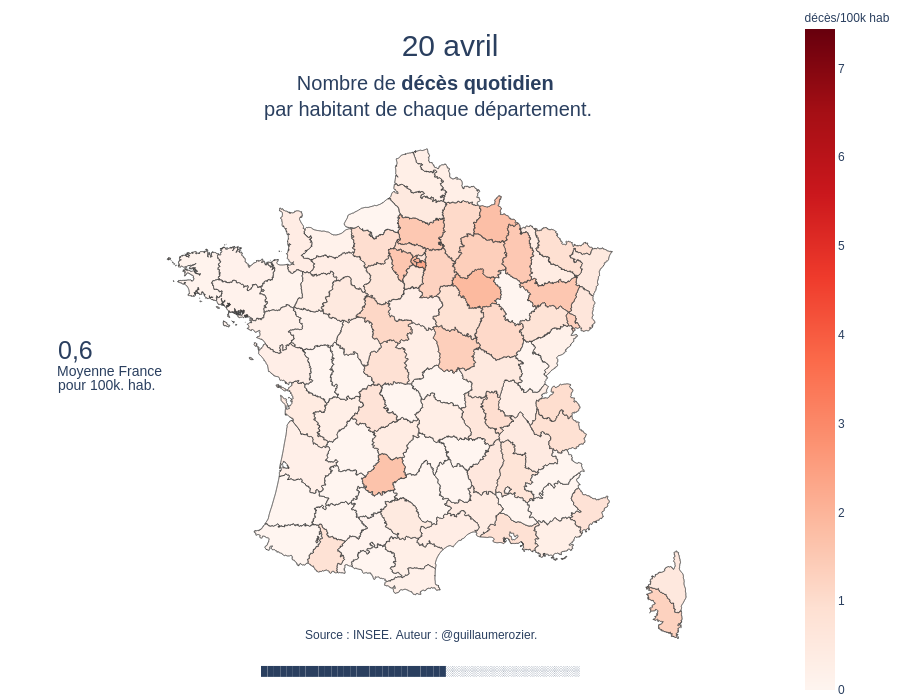 décès/100k hab
20 avril
Nombre de décès quotidien
par habitant de chaque département.
7
6
5
4
3
2
1
0
0,6
Moyenne France
pour 100k. hab.
Source : INSEE. Auteur : @guillaumerozier.